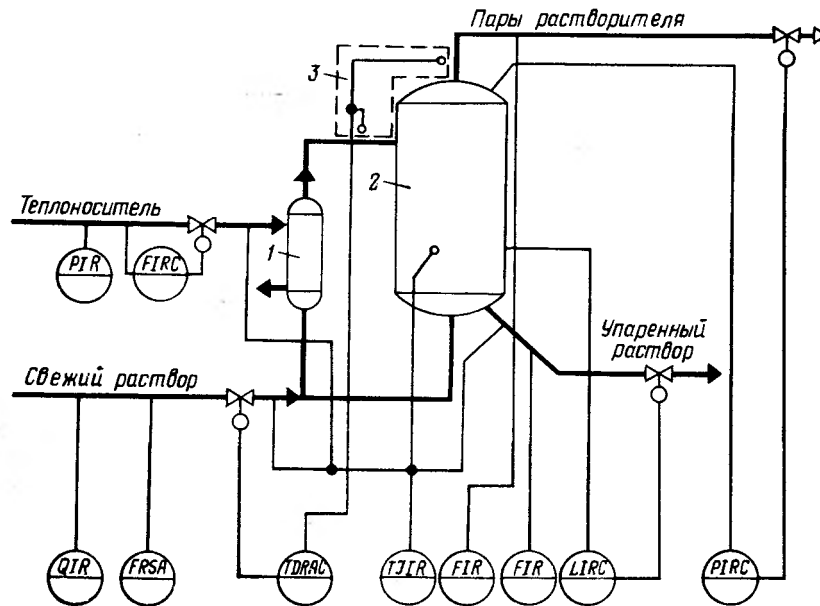 Пары растворителя
3
2
Теплоноситель
1
PIR
FIRC
Упаренный
раствор
Свежий раствор
QIR
FRSA
TDRAC
TJIR
FIR
FIR
LIRC
PIRC